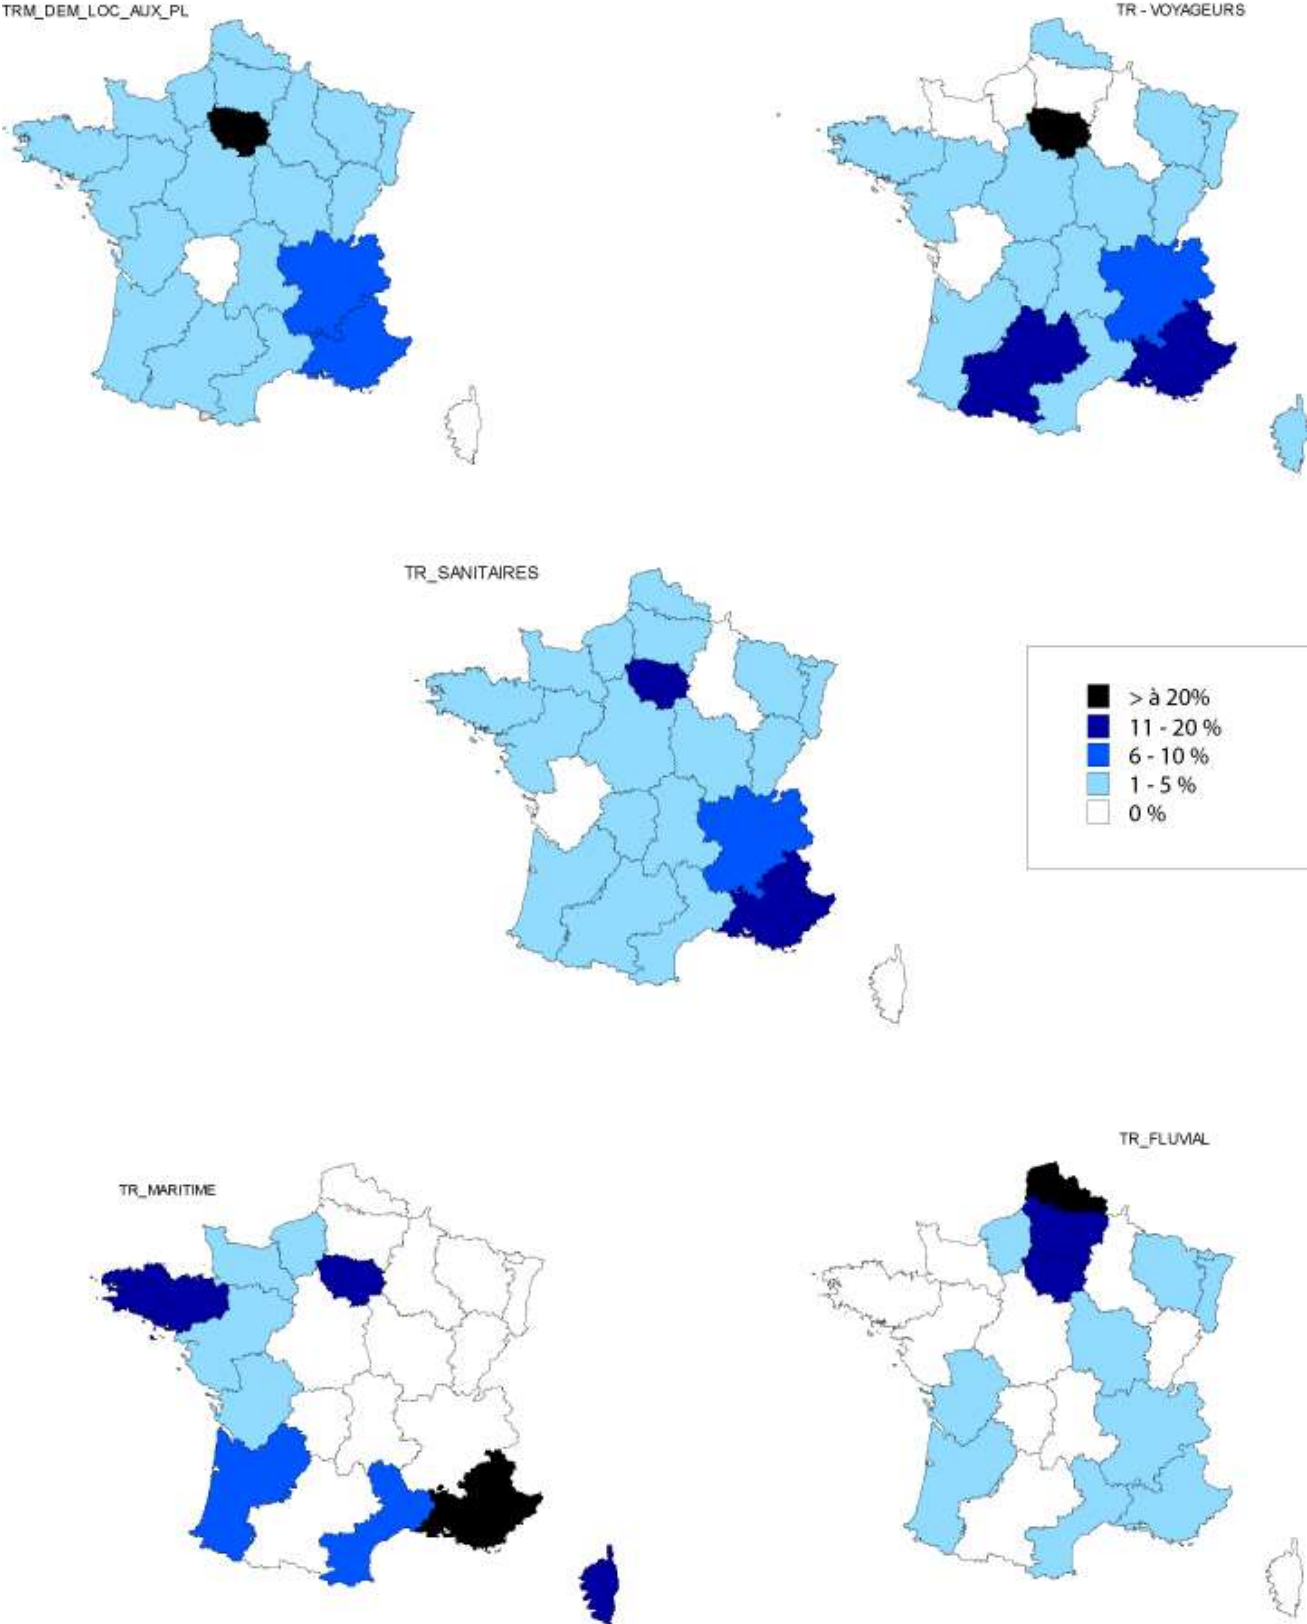 TRM_DEM_LOC_AUX_PL
TR - VOYAGEURS
TR_SANITAIRES
> à 20%
11 - 20 %
6 - 10 %
1 - 5 %
0 %
TR_MARITIME
TR_FLUVIAL